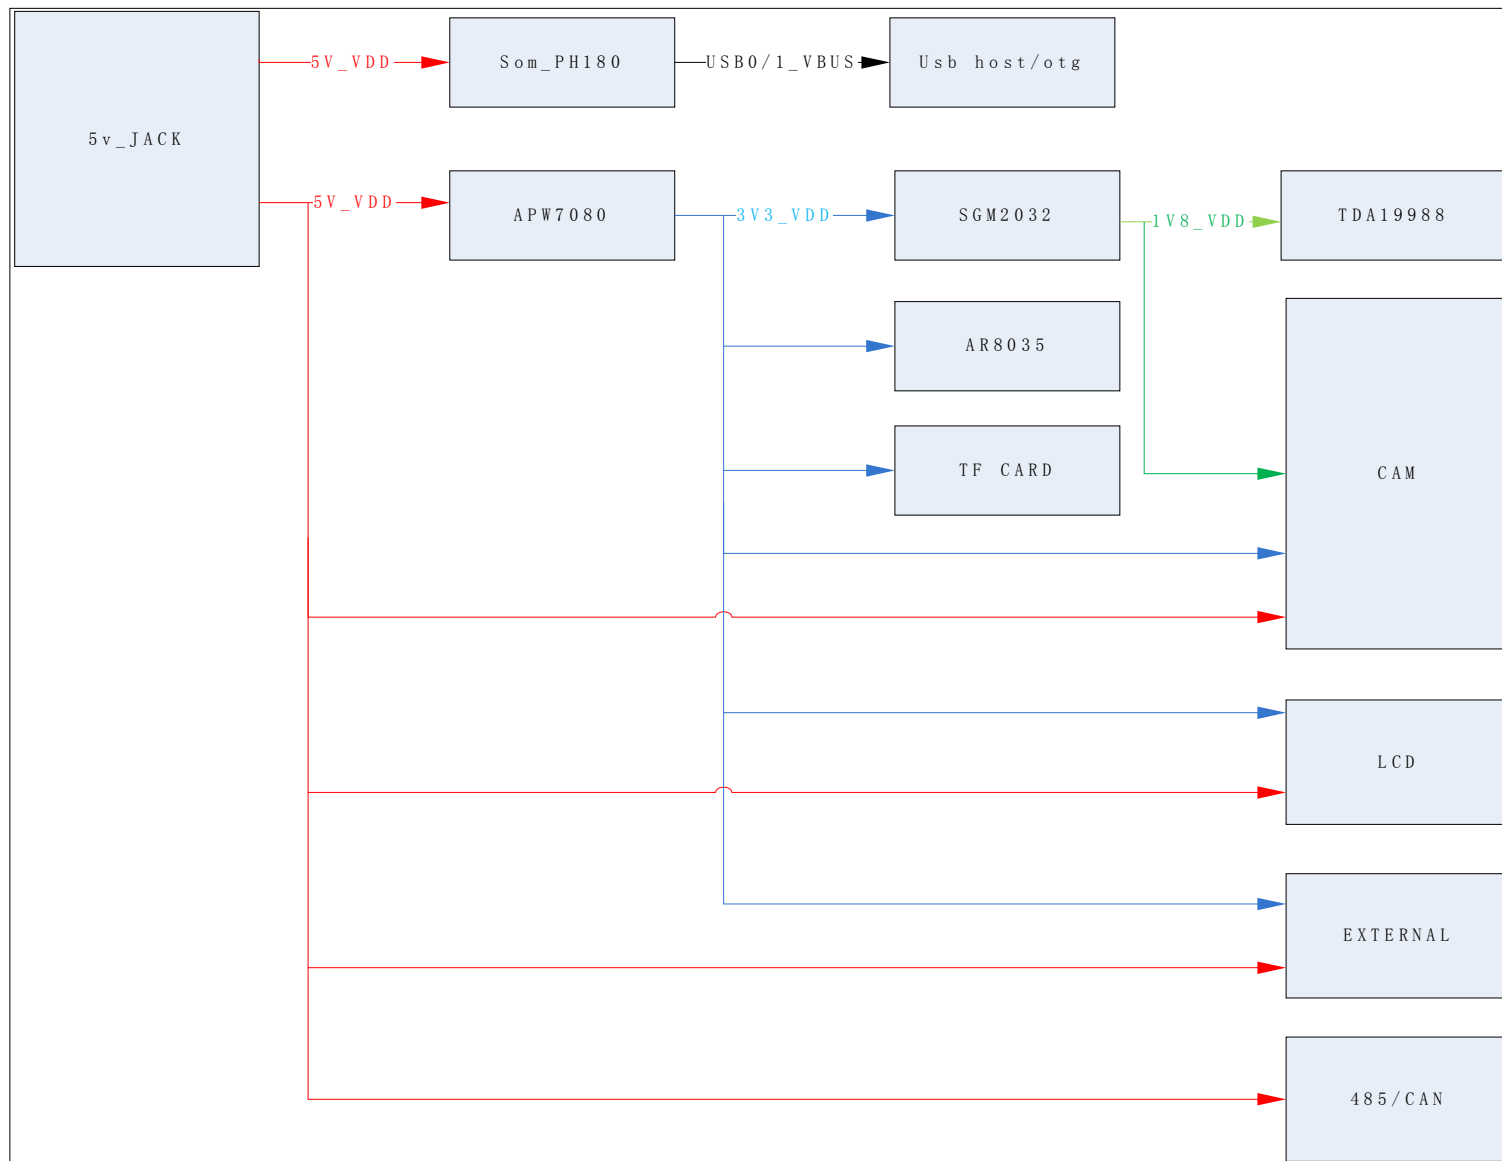 5V_VDD
Som_PH180
USB0/1_VBUS
Usb host/otg
5v_JACK
5V_VDD
APW7080
3V3_VDD
SGM2032
1V8_VDD
TDA19988
AR8035
TF CARD
CAM
LCD
EXTERNAL
485/CAN